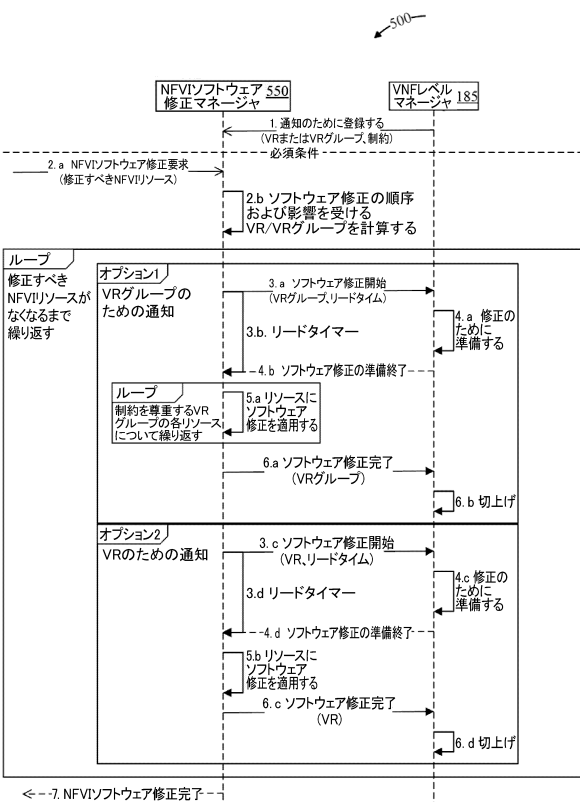 500
NFVIソフトウェア 550
修正マネージャ
VNFレベル
マネージャ 185
1. 通知のために登録する
(VRまたはVRグループ、制約)
必須条件
2.a NFVIソフトウェア修正要求
(修正すべきNFVIリソース)
2.b ソフトウェア修正の順序
および影響を受ける
VR/VRグループを計算する
ループ
修正すべき
NFVIリソースが
なくなるまで
繰り返す
オプション1
VRグループの
ための通知
3.a ソフトウェア修正開始
(VRグループ、リードタイム)
3.b. リードタイマー
4.a 修正の
ために
準備する
4.b ソフトウェア修正の準備終了
ループ
制約を尊重するVR
グループの各リソース
について繰り返す
5.a リソースに
ソフトウェア
修正を適用する
6.a ソフトウェア修正完了
(VRグループ)
6.b 切上げ
オプション2
VRのための通知
3.c ソフトウェア修正開始
(VR、リードタイム)
3.d リードタイマー
4.c 修正の
ために
準備する
4.d ソフトウェア修正の準備終了
5.b リソースに
ソフトウェア
修正を適用する
6.c ソフトウェア修正完了
(VR)
6.d 切上げ
7. NFVIソフトウェア修正完了